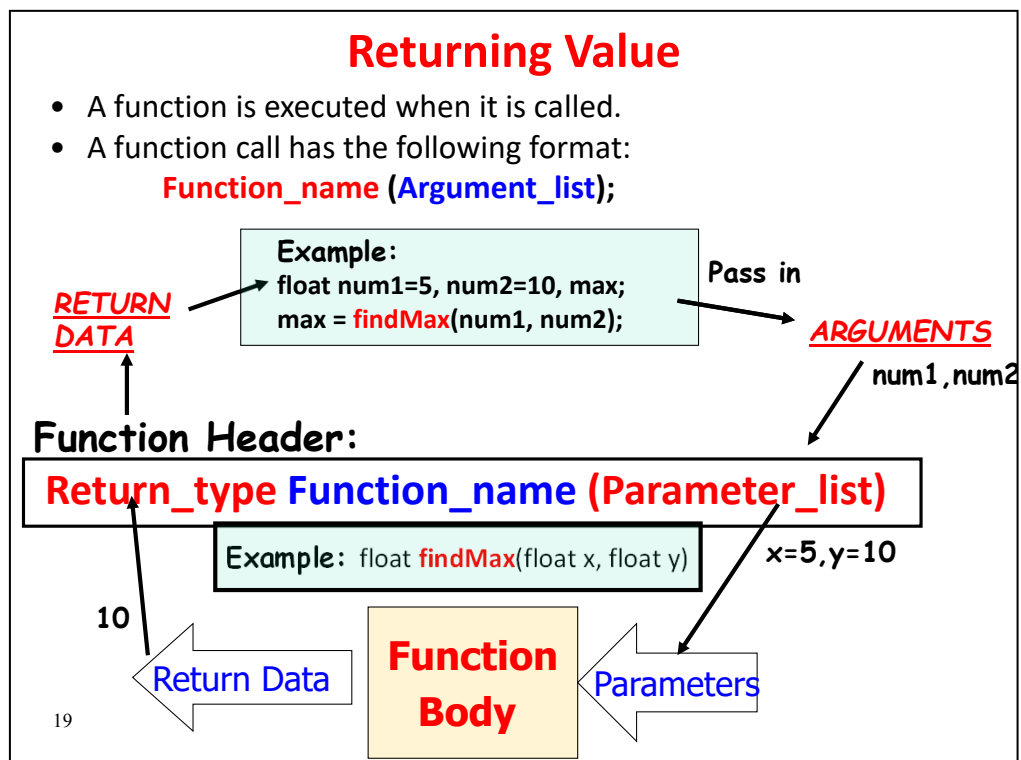 Returning Value
• A function is executed when it is called.
• A function call has the following format:
Function_name (Argument_list);
Example:
float num1=5, num2=10, max;
max = findMax(num1, num2);
Pass in
RETURN
DATA
ARGUMENTS
num1,num2
Function Header:
Return_type Function_name (Parameter_list)
Example: float findMax(float x, float y)
x=5,y=10
10
Return Data
Function
Body
Parameters
19